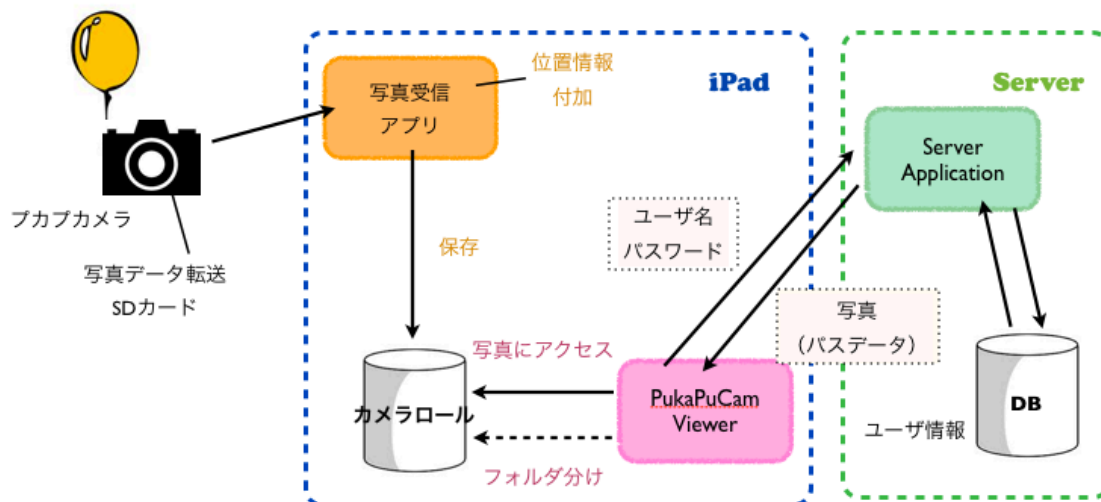 写真受信
アプリ
位置情報
付加
iPad
Server
Server
Application
プカプカメラ
写真データ転送
SDカード
保存
ユーザ名
パスワード
写真
(パスデータ)
写真にアクセス
カメラロール
フォルダ分け
PukaPuCam
Viewer
ユーザ情報
DB